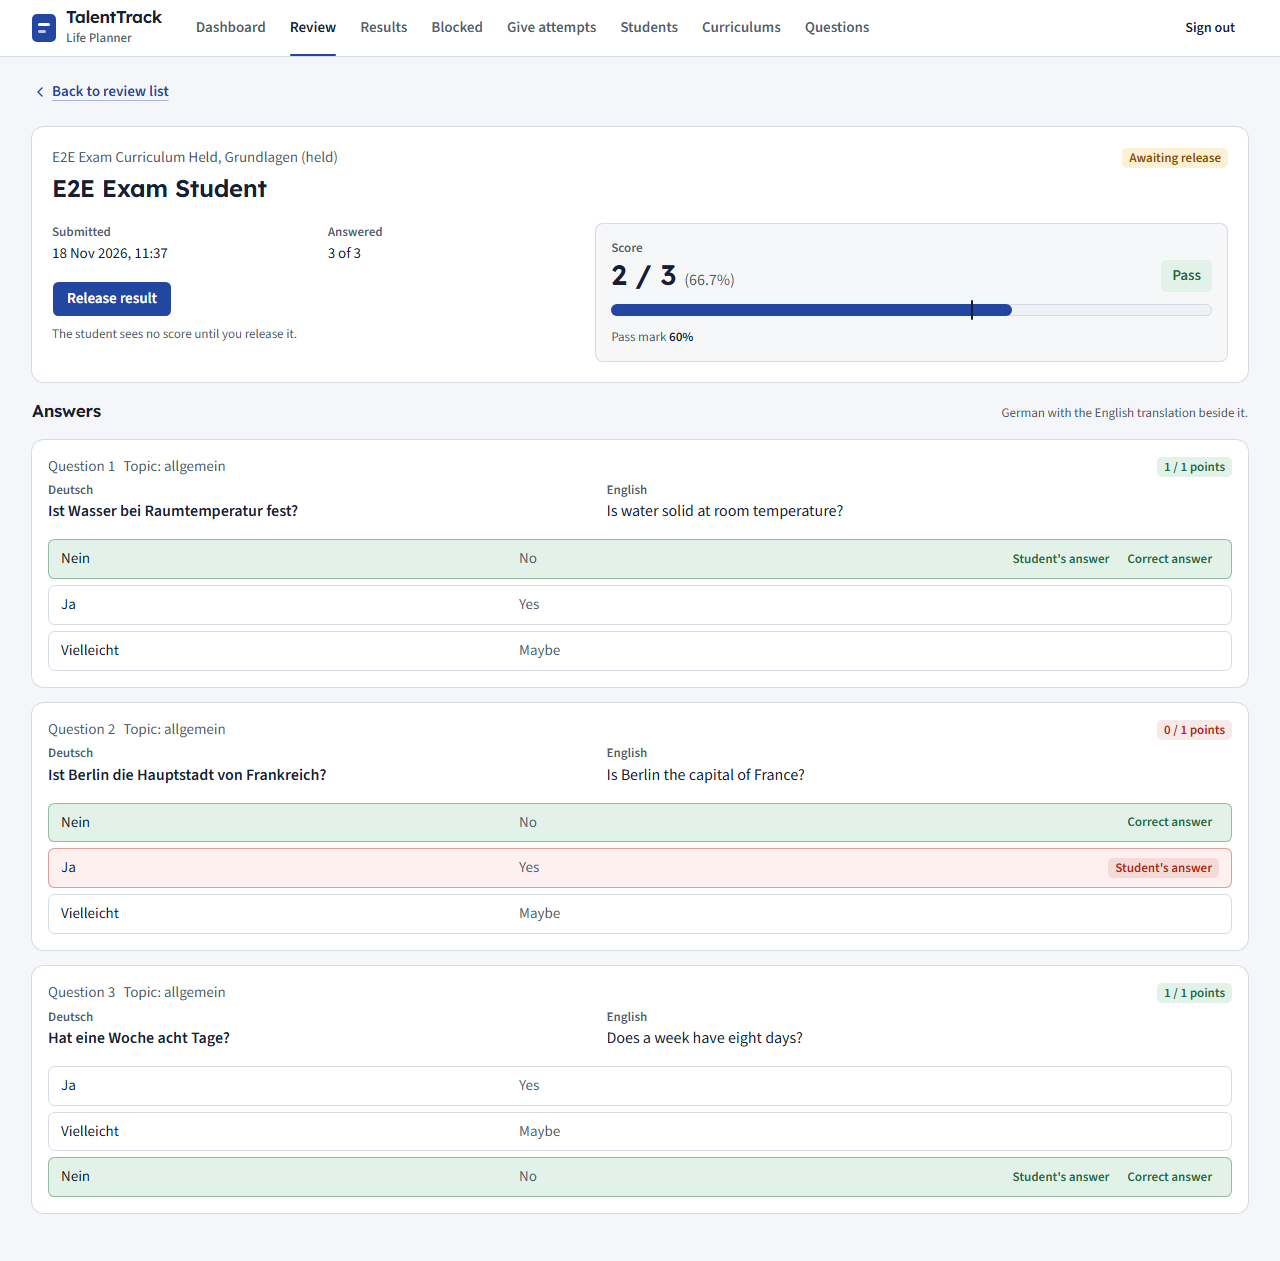 TalentTrack
Life Planner
Dashboard Review Results Blocked Give attempts Students Curriculums Questions Sign out
Back to review list
E2E Exam Curriculum Held, Grundlagen (held) Awaiting release
E2E Exam Student
Submitted Answered
18 Nov 2026, 11:37 3 of 3
Release result
The student sees no score until you release it.
Score
2 / 3 (66.7%) Pass
Pass mark 60%
Answers German with the English translation beside it.
Question 1 Topic: allgemein 1 / 1 points
Deutsch English
Ist Wasser bei Raumtemperatur fest? Is water solid at room temperature?
Nein No Student's answer Correct answer
Ja Yes
Vielleicht Maybe
Question 2 Topic: allgemein 0 / 1 points
Deutsch English
Ist Berlin die Hauptstadt von Frankreich? Is Berlin the capital of France?
Nein No Correct answer
Ja Yes Student's answer
Vielleicht Maybe
Question 3 Topic: allgemein 1 / 1 points
Deutsch English
Hat eine Woche acht Tage? Does a week have eight days?
Ja Yes
Vielleicht Maybe
Nein No Student's answer Correct answer